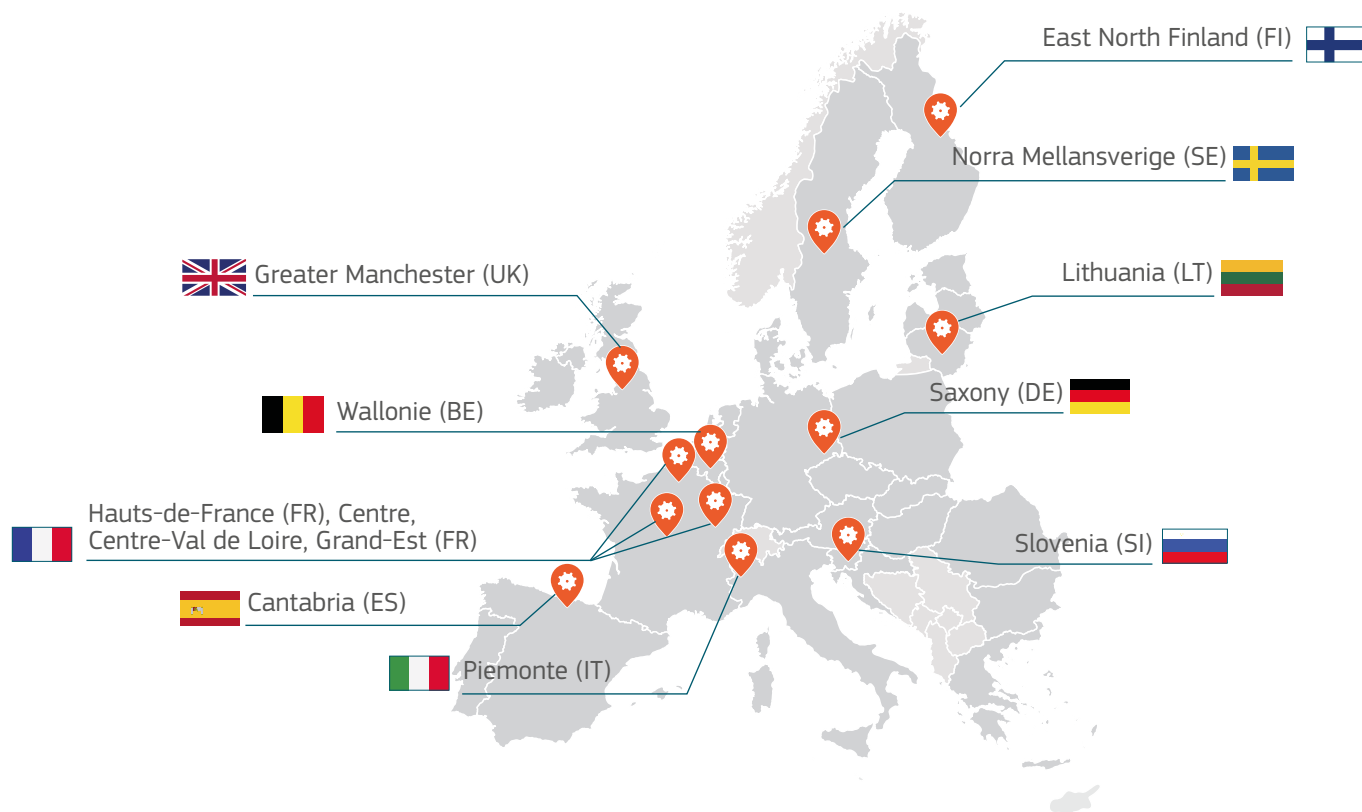 East North Finland (FI)
Norra Mellansverige (SE)
Greater Manchester (UK)
Lithuania (LT)
Saxony (DE)
Wallonie (BE)
Hauts-de-France (FR), Centre,
Centre-Val de Loire, Grand-Est (FR)
Slovenia (SI)
Cantabria (ES)
Piemonte (IT)